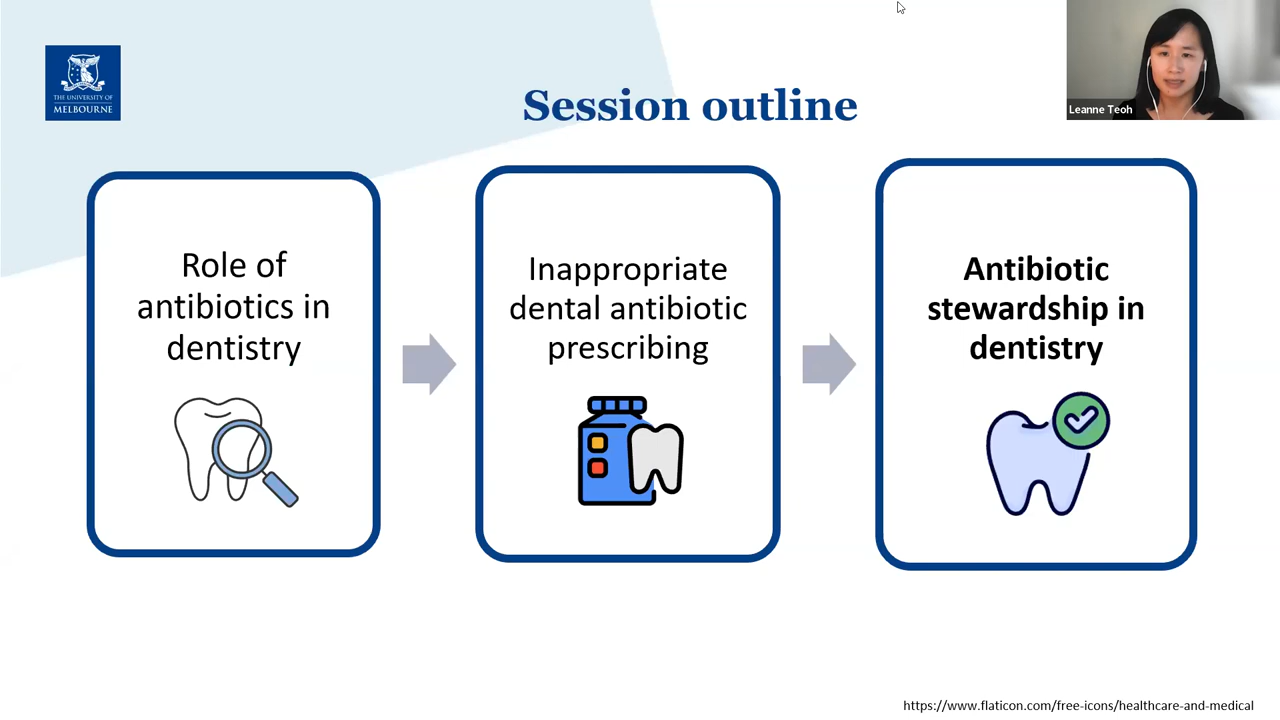 THE UNIVERSITY OF
MELBOURNE
Session outline
Leanne Teoh
Role of
antibiotics in
dentistry
Inappropriate
dental antibiotic
prescribing
Antibiotic
stewardship in
dentistry
https://www.flaticon.com/free-icons/healthcare-and-medical